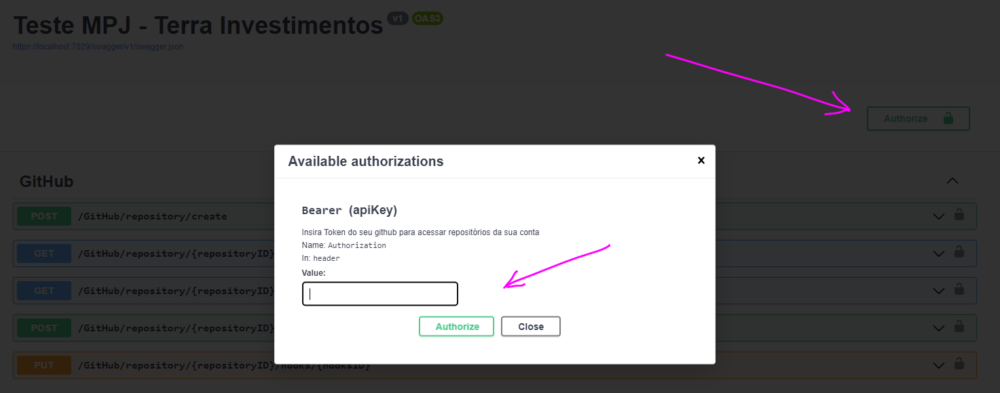 Teste MPJ - Terra Investimentos v1 OAS3
https://localhost:7029/swagger/v1/swagger.json
Authorize
Available authorizations
GitHub
Bearer (apiKey)
POST /GitHub/repository/create
Insira Token do seu github para acessar repositórios da sua conta
Name: Authorization
GET /GitHub/repository/{repositoryID}
In: header
Value:
GET /GitHub/repository/{repositoryID}
Authorize Close
POST /GitHub/repository/{repositoryID}
PUT /GitHub/repository/{repositoryID}/hooks/{hooksID}